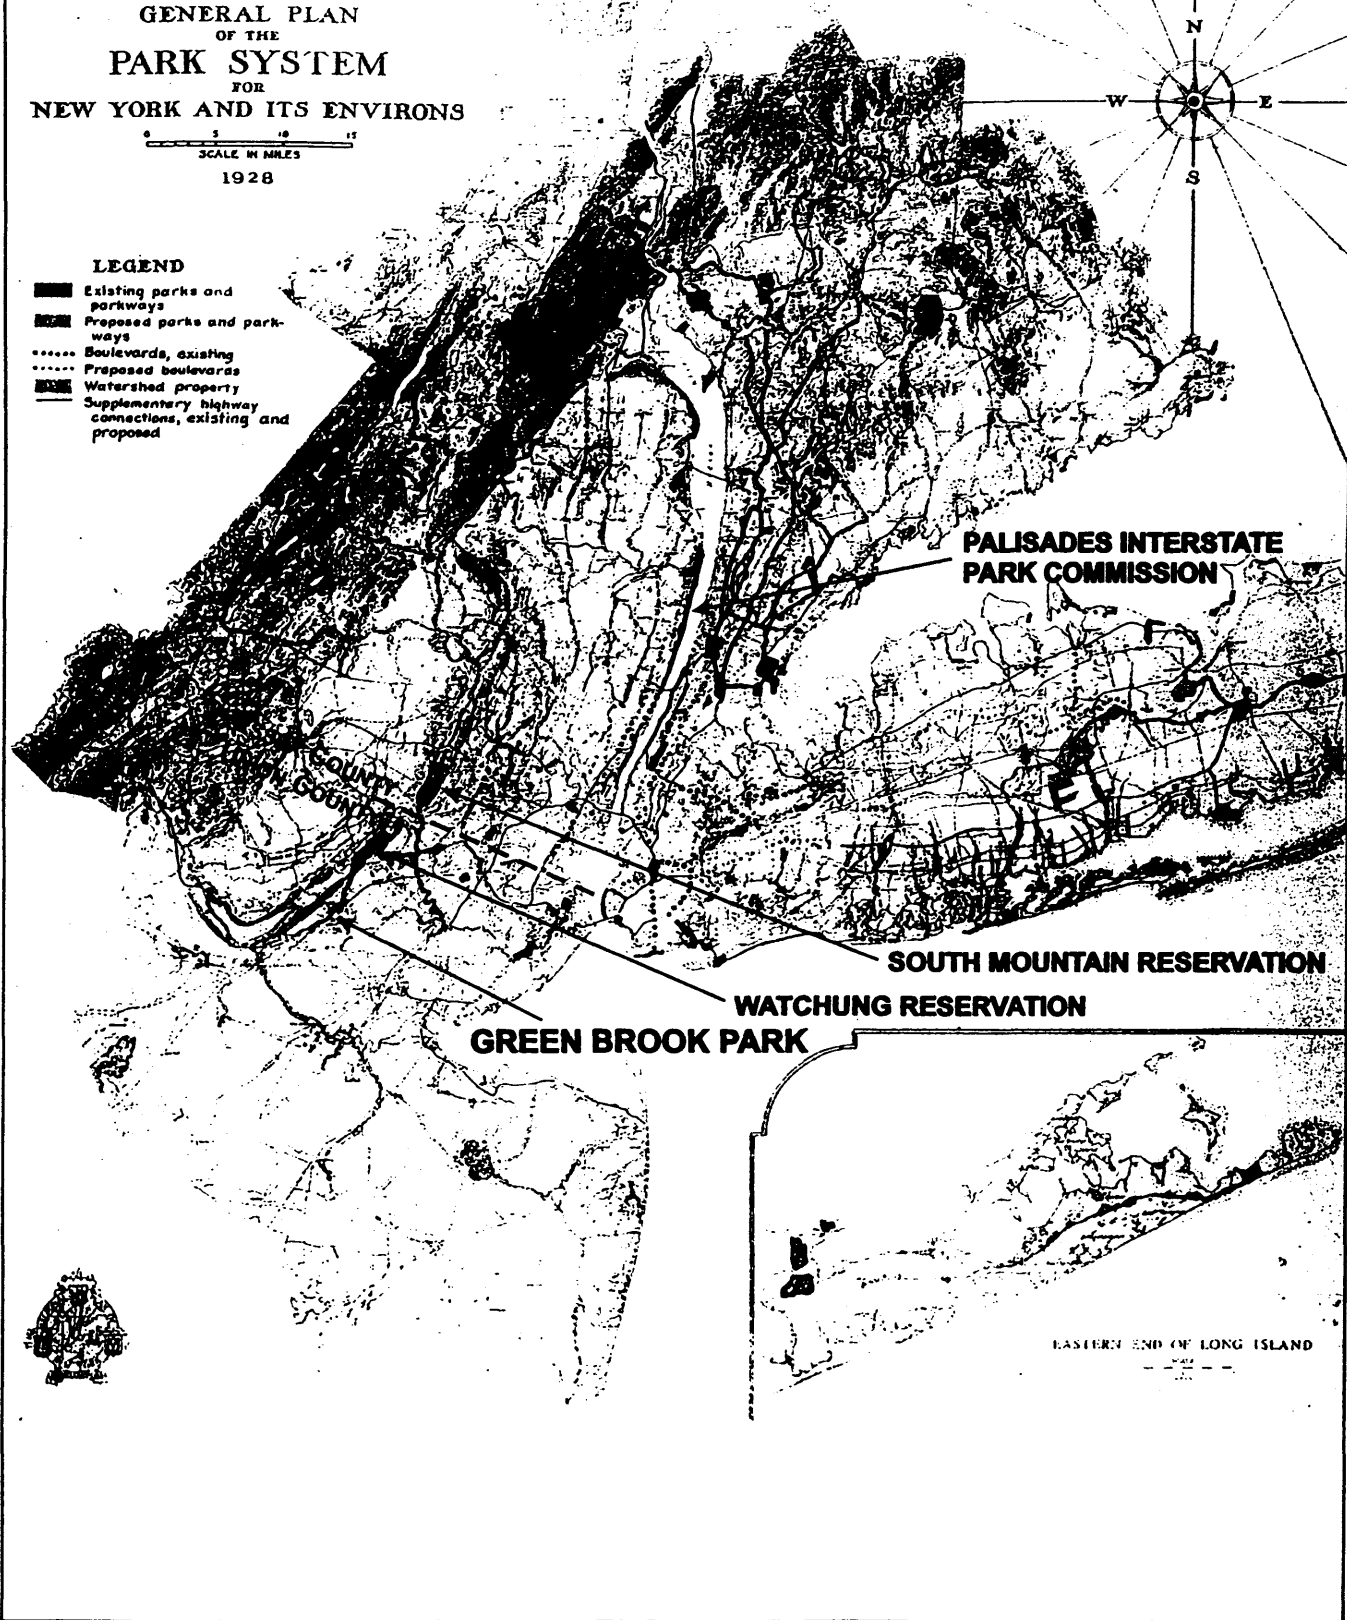 GENERAL PLAN
OF THE
PARK SYSTEM
FOR
NEW YORK AND ITS ENVIRONS
0 5 10 15
SCALE IN MILES
1928
N
W
E
S
LEGEND
Existing parks and
parkways
Proposed parks and park-
ways
Boulevards, existing
Proposed boulevards
Watershed property
Supplementary highway
connections, existing and
proposed
PALISADES INTERSTATE
PARK COMMISSION
COUNTY
UNION COUNTY
SOUTH MOUNTAIN RESERVATION
WATCHUNG RESERVATION
GREEN BROOK PARK
EASTERN END OF LONG ISLAND